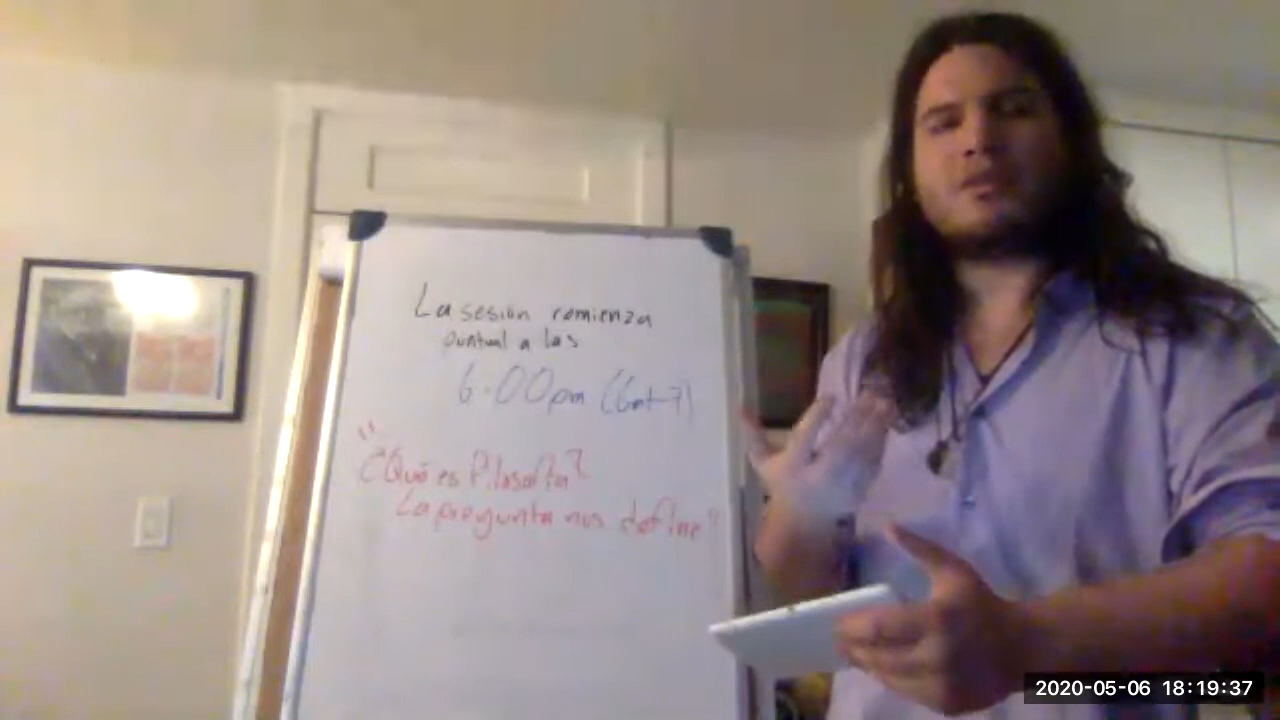 La sesión comienza
puntual a las
6:00pm (Gmt-7)
"¿Qué es filosofía?
La pregunta nos define"
2020-05-06 18:19:37